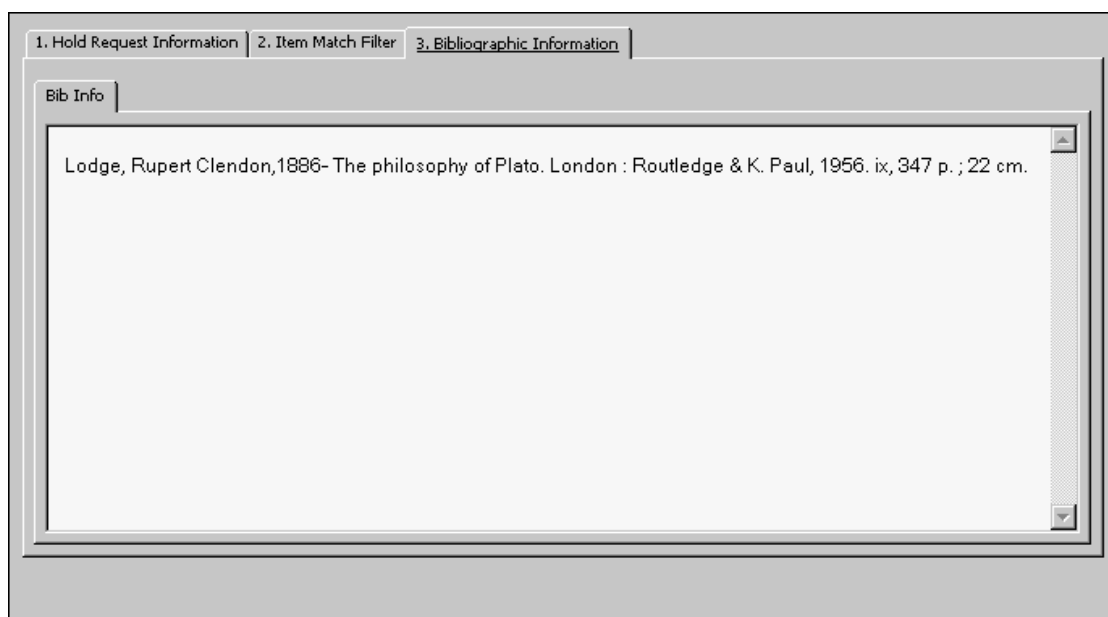 1. Hold Request Information 2. Item Match Filter 3. Bibliographic Information
Bib Info
Lodge, Rupert Clendon,1886- The philosophy of Plato. London : Routledge & K. Paul, 1956. ix, 347 p. ; 22 cm.